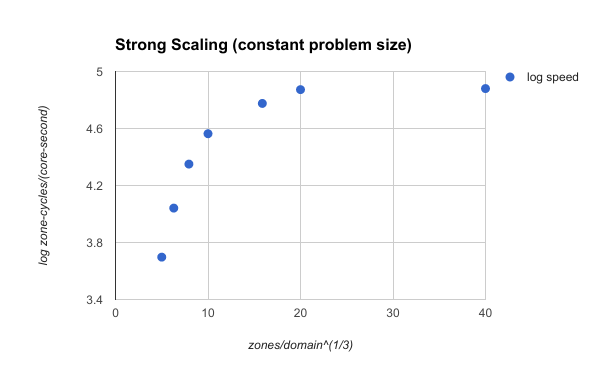 Strong Scaling (constant problem size)
5
4.6
4.2
3.8
3.4
0
10
20
30
40
log zone-cycles/(core-second)
zones/domain^(1/3)
log speed